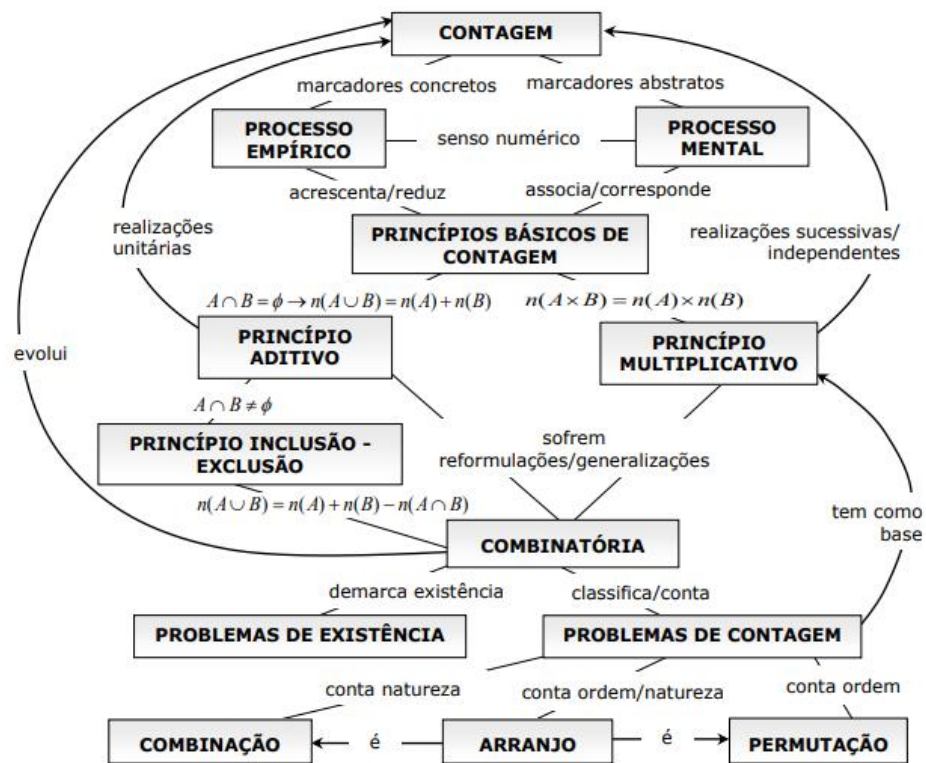 CONTAGEM
marcadores concretos
marcadores abstratos
PROCESSO
EMPÍRICO
senso numérico
PROCESSO
MENTAL
acrescenta/reduz
associa/corresponde
realizações
unitárias
PRINCÍPIOS BÁSICOS DE
CONTAGEM
realizações sucessivas/
independentes
A ∩ B = ϕ → n(A ∪ B) = n(A) + n(B)
n(A × B) = n(A) × n(B)
PRINCÍPIO
ADITIVO
PRINCÍPIO
MULTIPLICATIVO
evolui
A ∩ B ≠ ϕ
PRINCÍPIO INCLUSÃO -
EXCLUSÃO
sofrem
reformulações/generalizações
n(A ∪ B) = n(A) + n(B) − n(A ∩ B)
tem como
base
COMBINATÓRIA
demarca existência
classifica/conta
PROBLEMAS DE EXISTÊNCIA
PROBLEMAS DE CONTAGEM
conta natureza
conta ordem/natureza
conta ordem
COMBINAÇÃO
é
ARRANJO
é
PERMUTAÇÃO